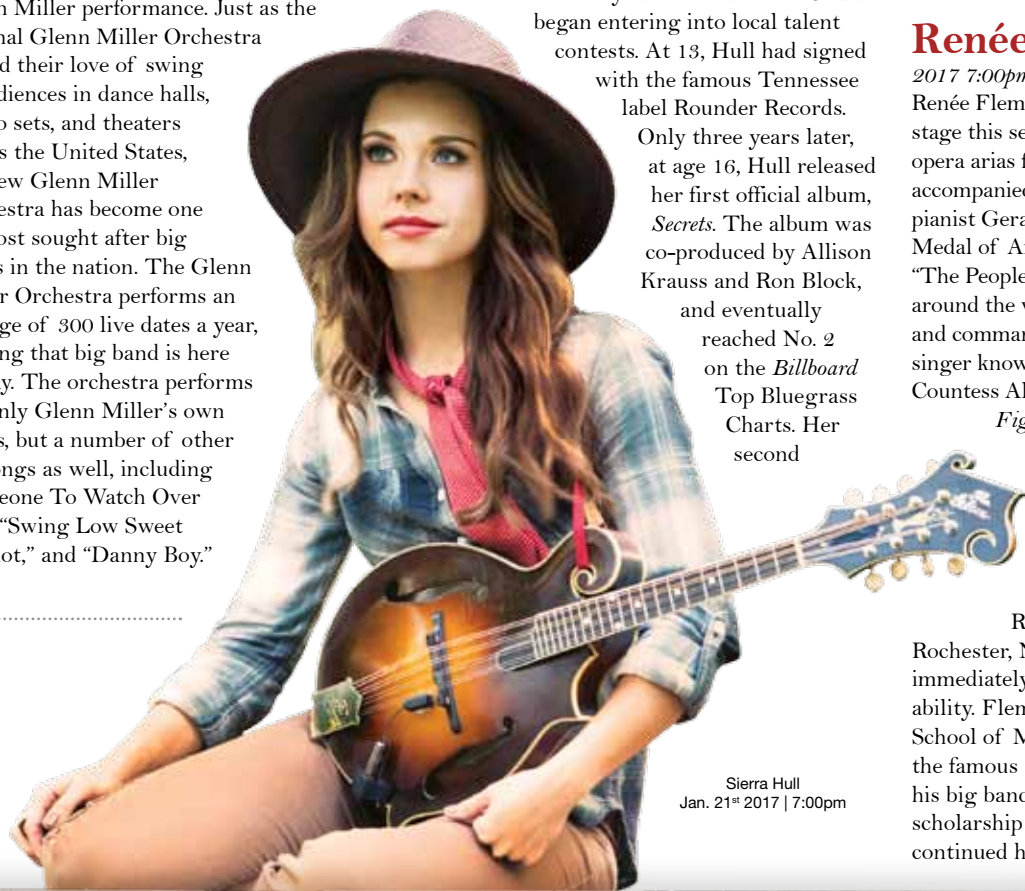 n Miller performance. Just as the
nal Glenn Miller Orchestra
d their love of swing
diences in dance halls,
o sets, and theaters
s the United States,
ew Glenn Miller
estra has become one
ost sought after big
s in the nation. The Glenn
r Orchestra performs an
ge of 300 live dates a year,
ng that big band is here
y. The orchestra performs
nly Glenn Miller's own
s, but a number of other
ongs as well, including
eone To Watch Over
“Swing Low Sweet
ot,” and “Danny Boy.”
began entering into local talent
contests. At 13, Hull had signed
with the famous Tennessee
label Rounder Records.
Only three years later,
at age 16, Hull released
her first official album,
Secrets. The album was
co-produced by Allison
Krauss and Ron Block,
and eventually
reached No. 2
on the Billboard
Top Bluegrass
Charts. Her
second
Sierra Hull
Jan. 21st 2017 | 7:00pm
Renée
2017 7:00pm
Renée Flem
stage this se
opera arias f
accompanied
pianist Gera
Medal of A
“The People
around the w
and comman
singer know
Countess Al
Fig
R
Rochester, N
immediately
ability. Flem
School of M
the famous
his big band
scholarship
continued h